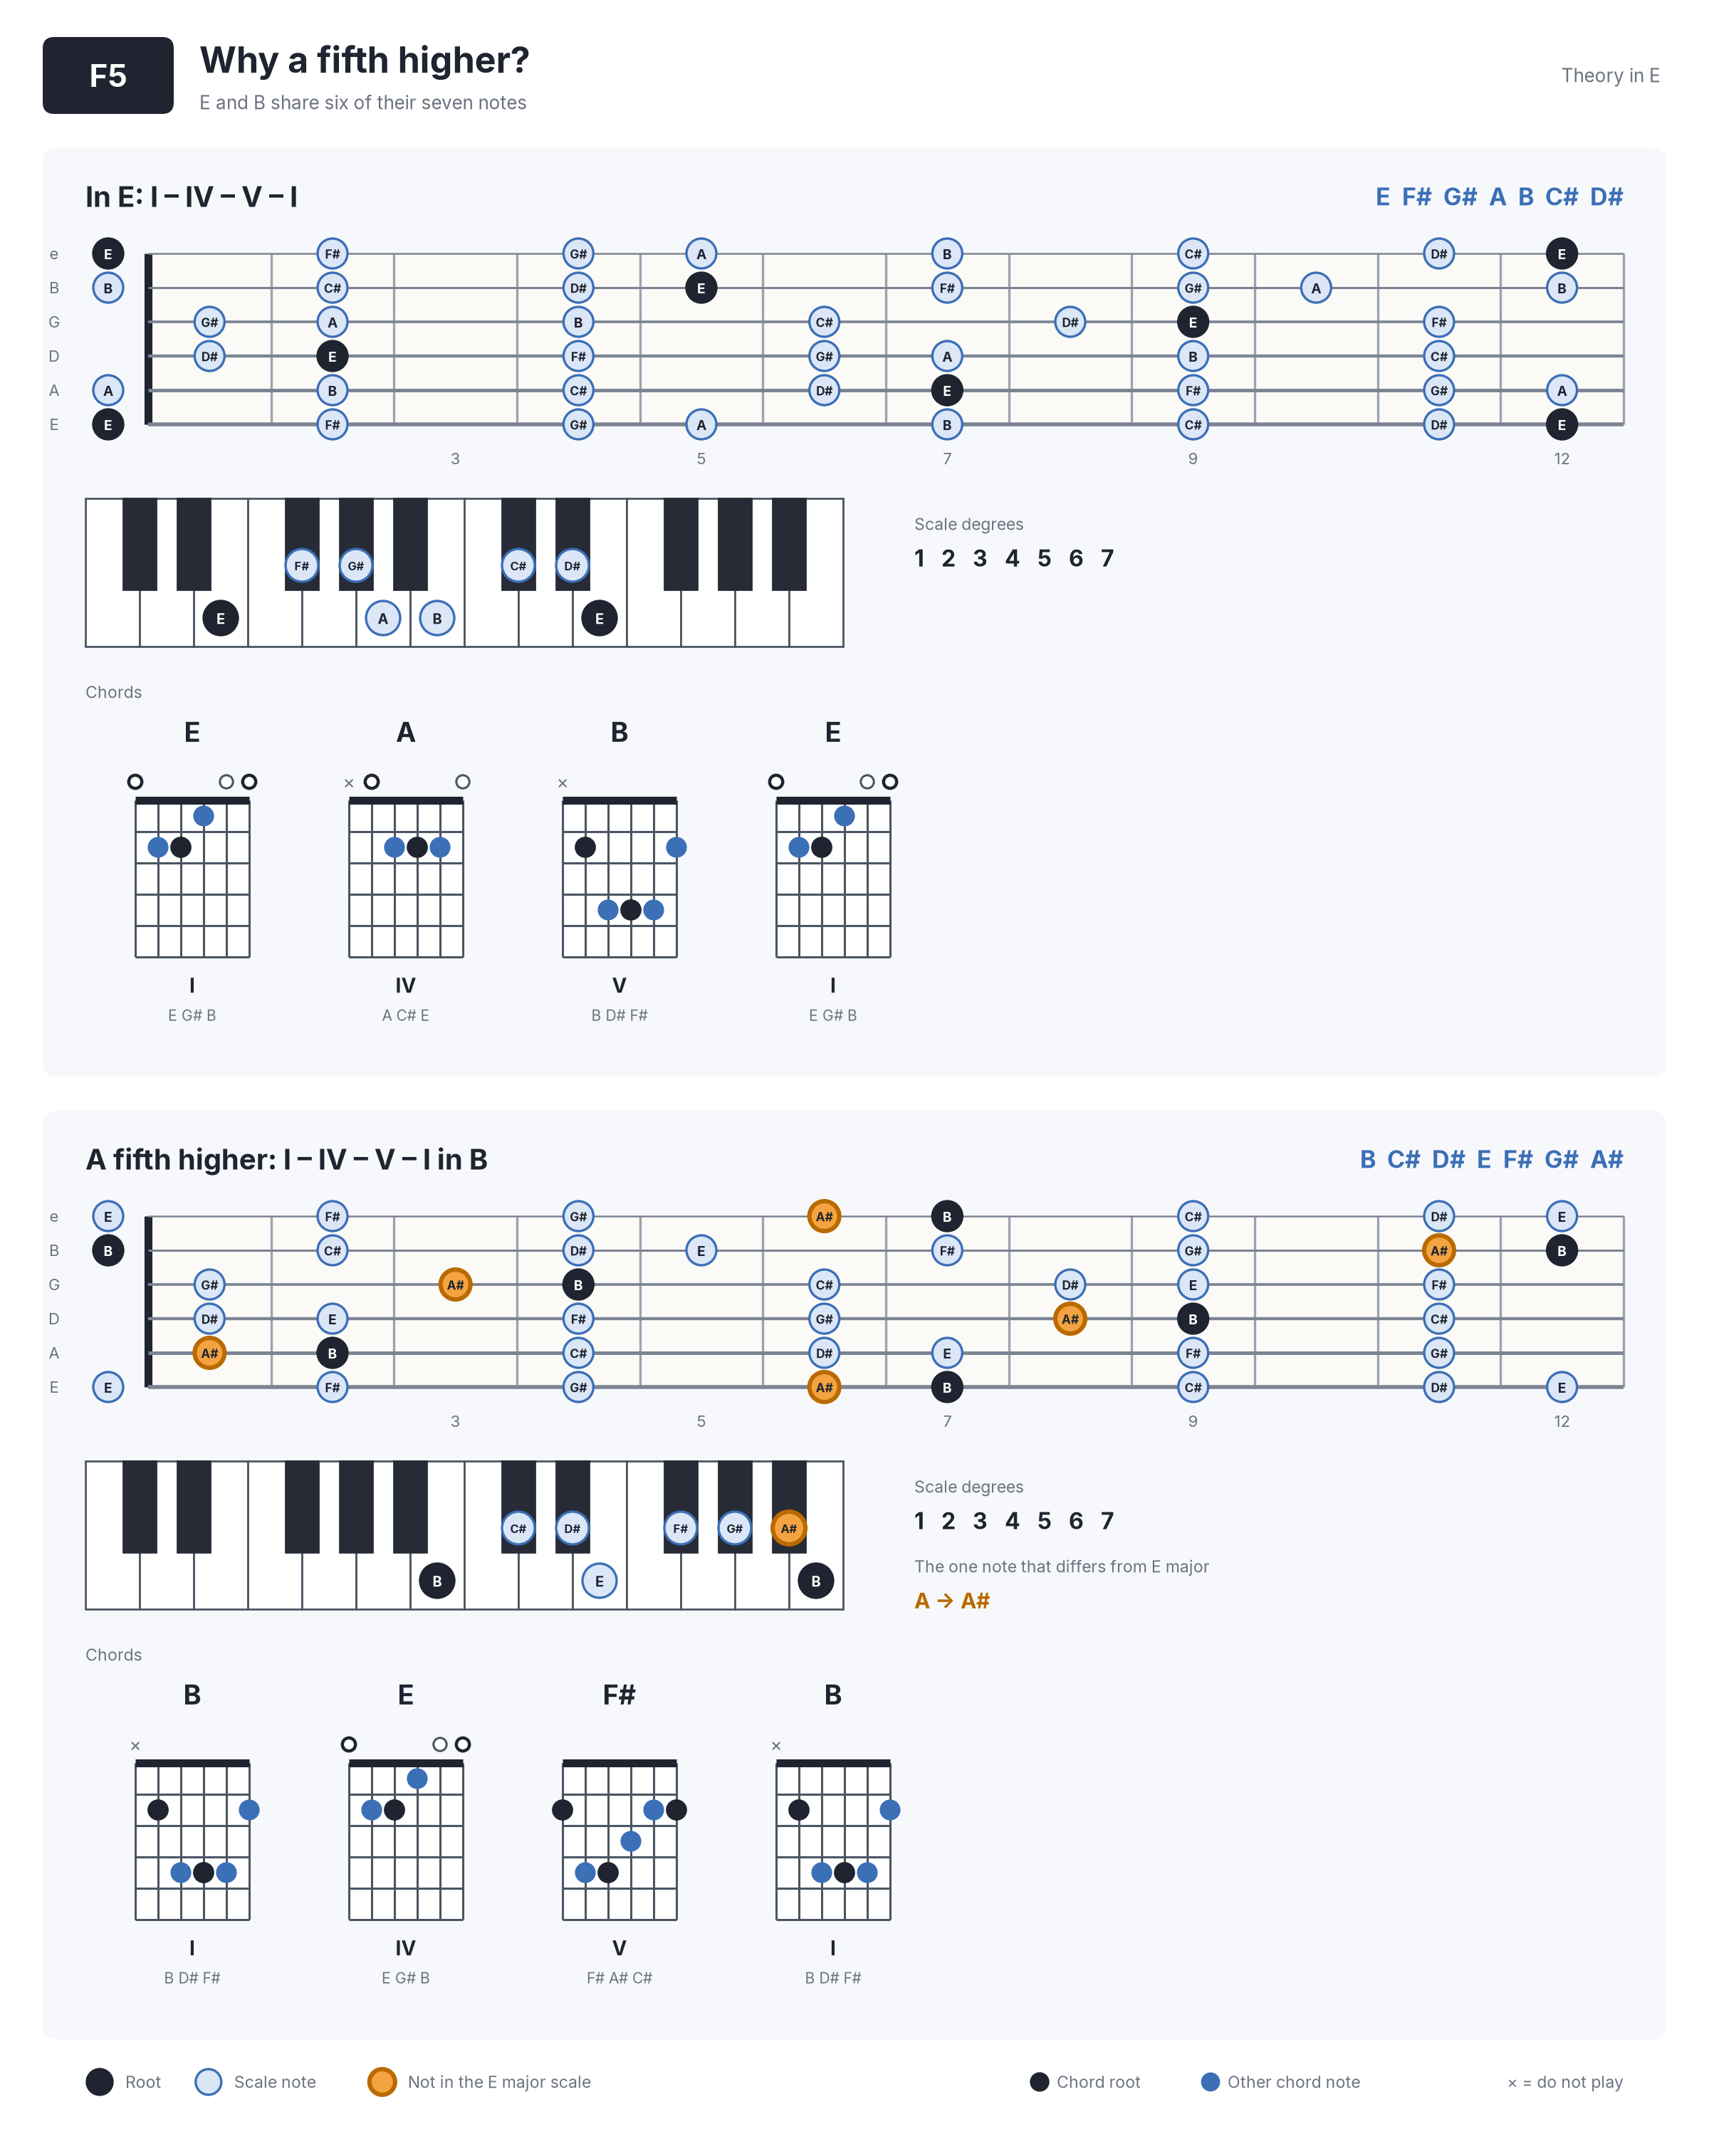 F5
Why a fifth higher?
E and B share six of their seven notes
Theory in E
In E: I – IV – V – I
E F# G# A B C# D#
e E F# G# A B C# D# E
B B C# D# E F# G# A B
G G# A B C# D# E F#
D D# E F# G# A B C#
A A B C# D# E F# G# A
E E F# G# A B C# D# E
3 5 7 9 12
F# G# C# D#
E A B E
Scale degrees
1 2 3 4 5 6 7
Chords
E A B E
× ×
I IV V I
E G# B A C# E B D# F# E G# B
A fifth higher: I – IV – V – I in B
B C# D# E F# G# A#
e E F# G# A# B C# D# E
B B C# D# E F# G# A# B
G G# A# B C# D# E F#
D D# E F# G# A# B C#
A A# B C# D# E F# G#
E E F# G# A# B C# D# E
3 5 7 9 12
C# D# F# G# A#
B E B
Scale degrees
1 2 3 4 5 6 7
The one note that differs from E major
A → A#
Chords
B E F# B
× ×
I IV V I
B D# F# E G# B F# A# C# B D# F#
Root Scale note Not in the E major scale Chord root Other chord note × = do not play